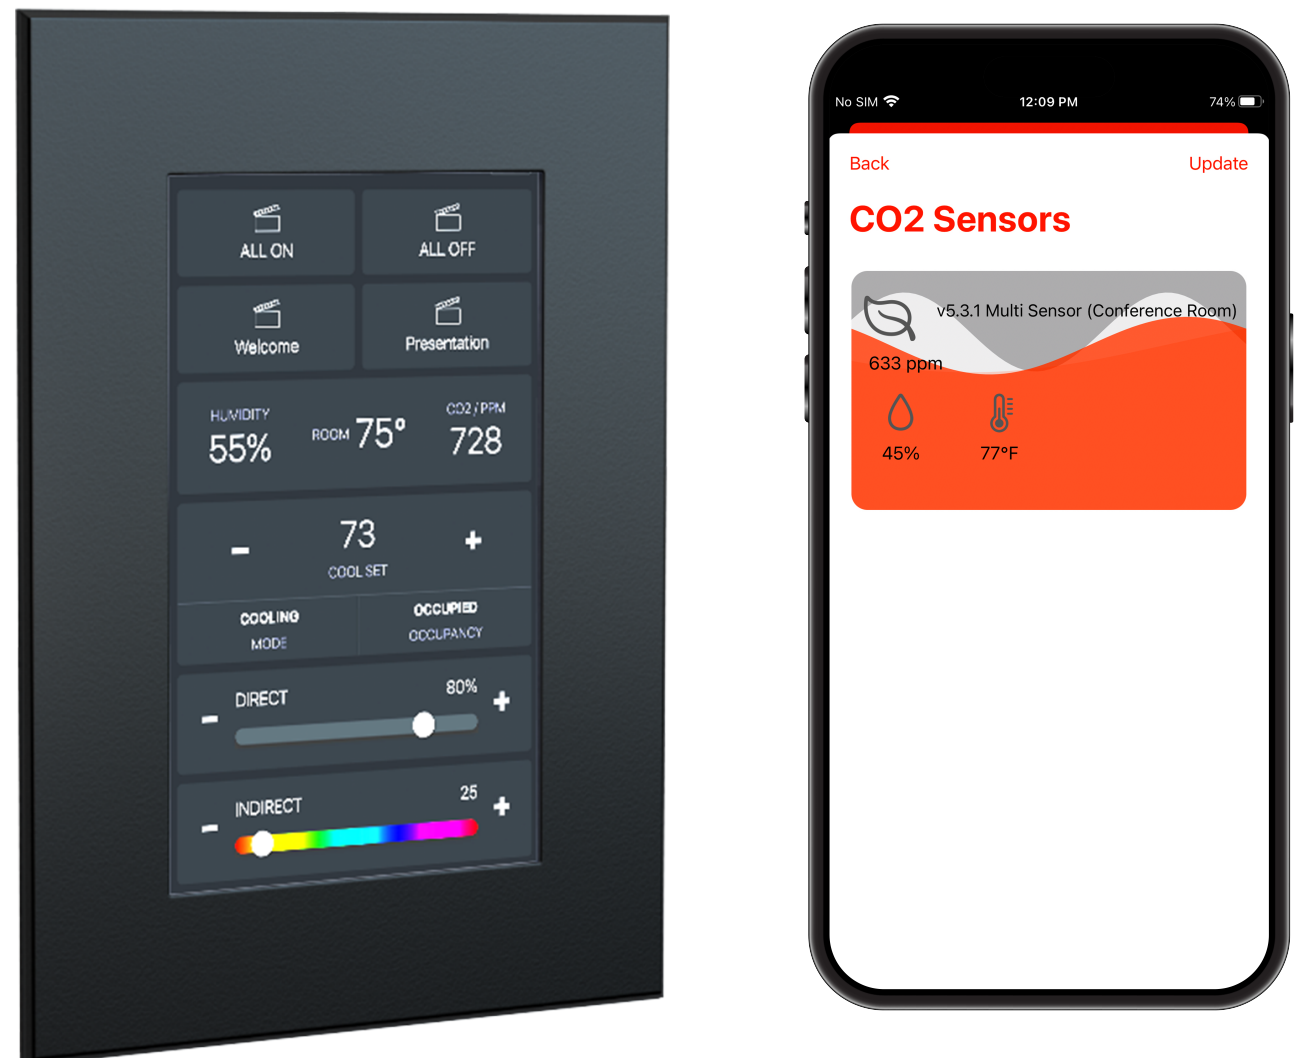 ALL ON
ALL OFF
Welcome
Presentation
HUMIDITY
55%
ROOM 75°
CO2 / PPM
728
- 73 +
COOL SET
COOLING
MODE
OCCUPIED
OCCUPANCY
DIRECT 80%
- +
INDIRECT 25
- +
No SIM 12:09 PM 74%
Back Update
CO2 Sensors
v5.3.1 Multi Sensor (Conference Room)
633 ppm
45% 77°F